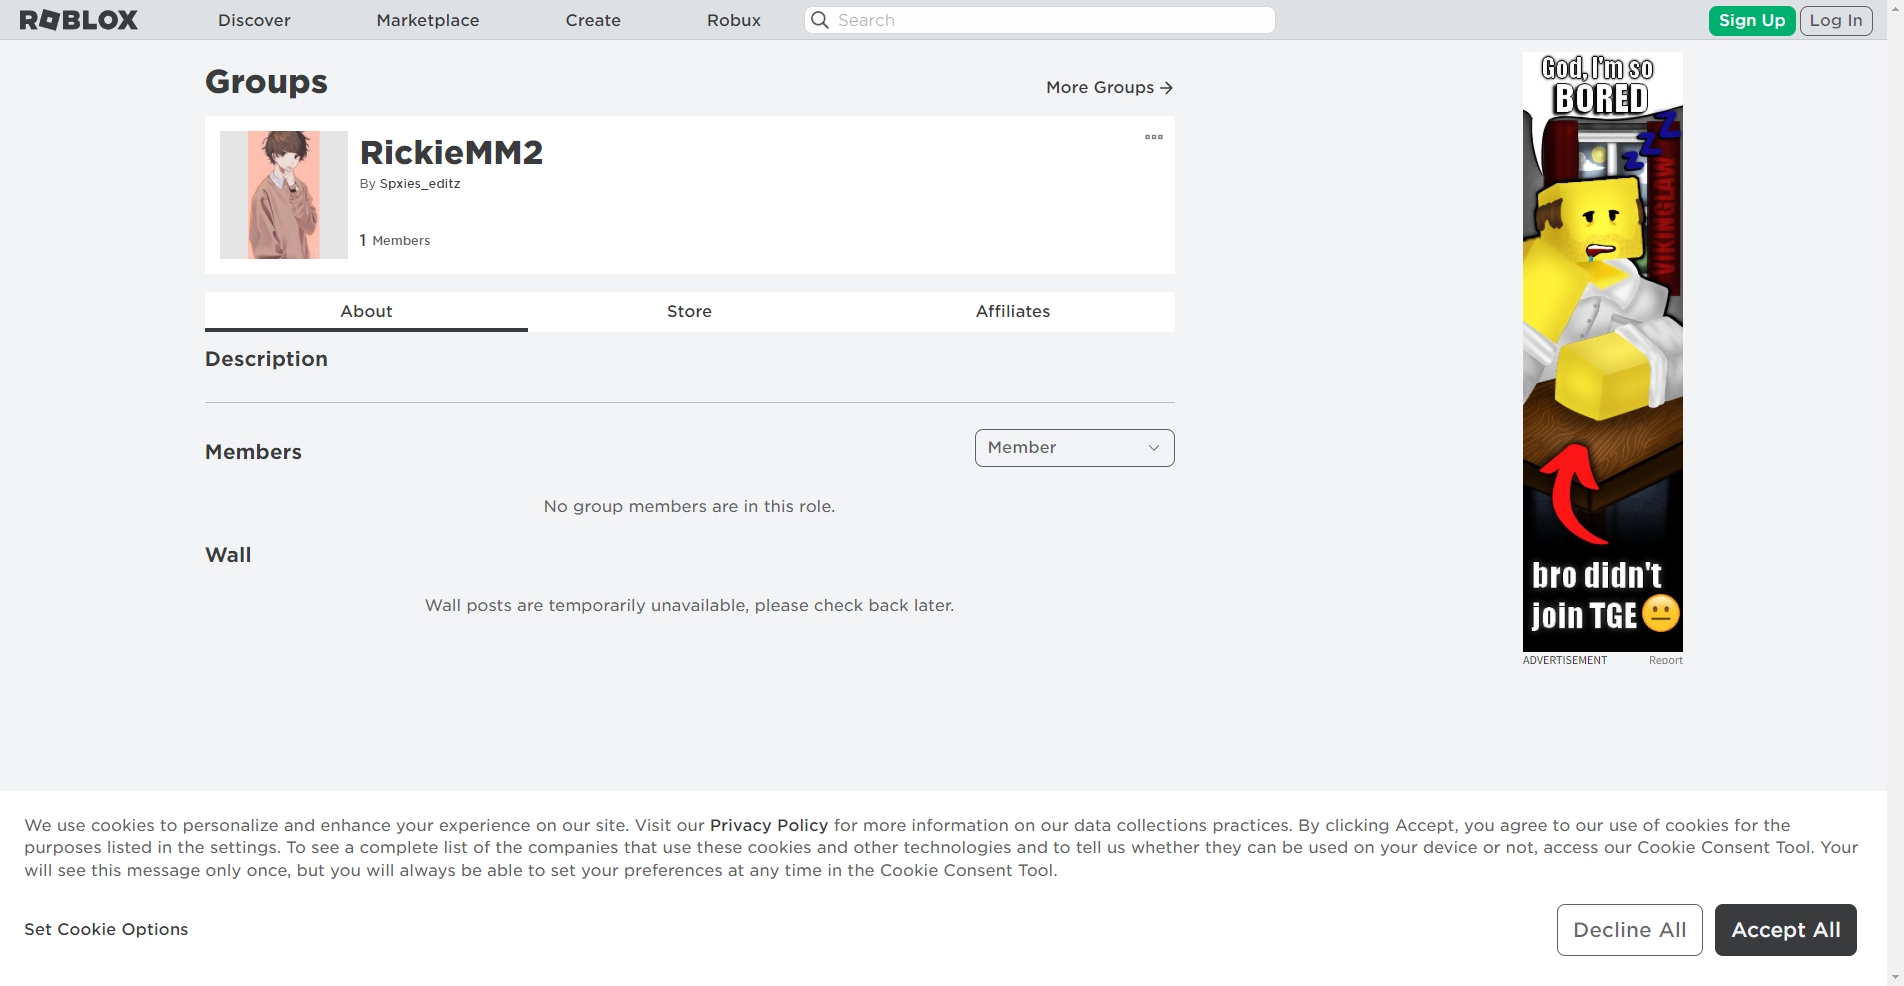 ROBLOX
Discover
Marketplace
Create
Robux
Search
Sign Up
Log In
Groups
More Groups
RickieMM2
By Spxies_editz
1 Members
About
Store
Affiliates
Description
Members
Member
No group members are in this role.
Wall
Wall posts are temporarily unavailable, please check back later.
God, I'm so
BORED
zzz
VIKINGLAW
bro didn't
join TGE
ADVERTISEMENT
Report
We use cookies to personalize and enhance your experience on our site. Visit our Privacy Policy for more information on our data collections practices. By clicking Accept, you agree to our use of cookies for the
purposes listed in the settings. To see a complete list of the companies that use these cookies and other technologies and to tell us whether they can be used on your device or not, access our Cookie Consent Tool. Your
will see this message only once, but you will always be able to set your preferences at any time in the Cookie Consent Tool.
Set Cookie Options
Decline All
Accept All